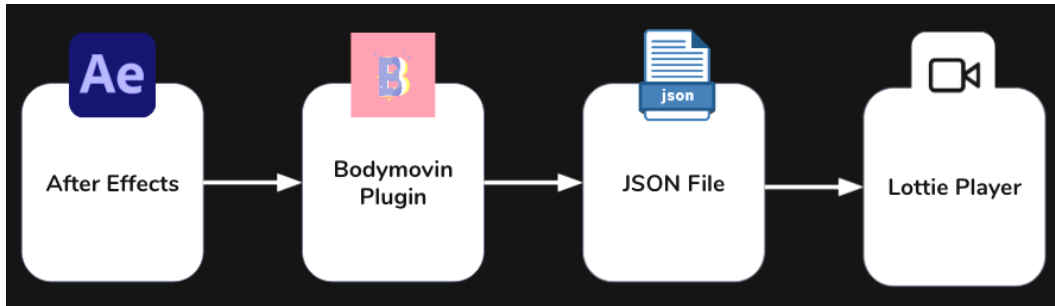 Ae
B
json
After Effects
Bodymovin
Plugin
JSON File
Lottie Player